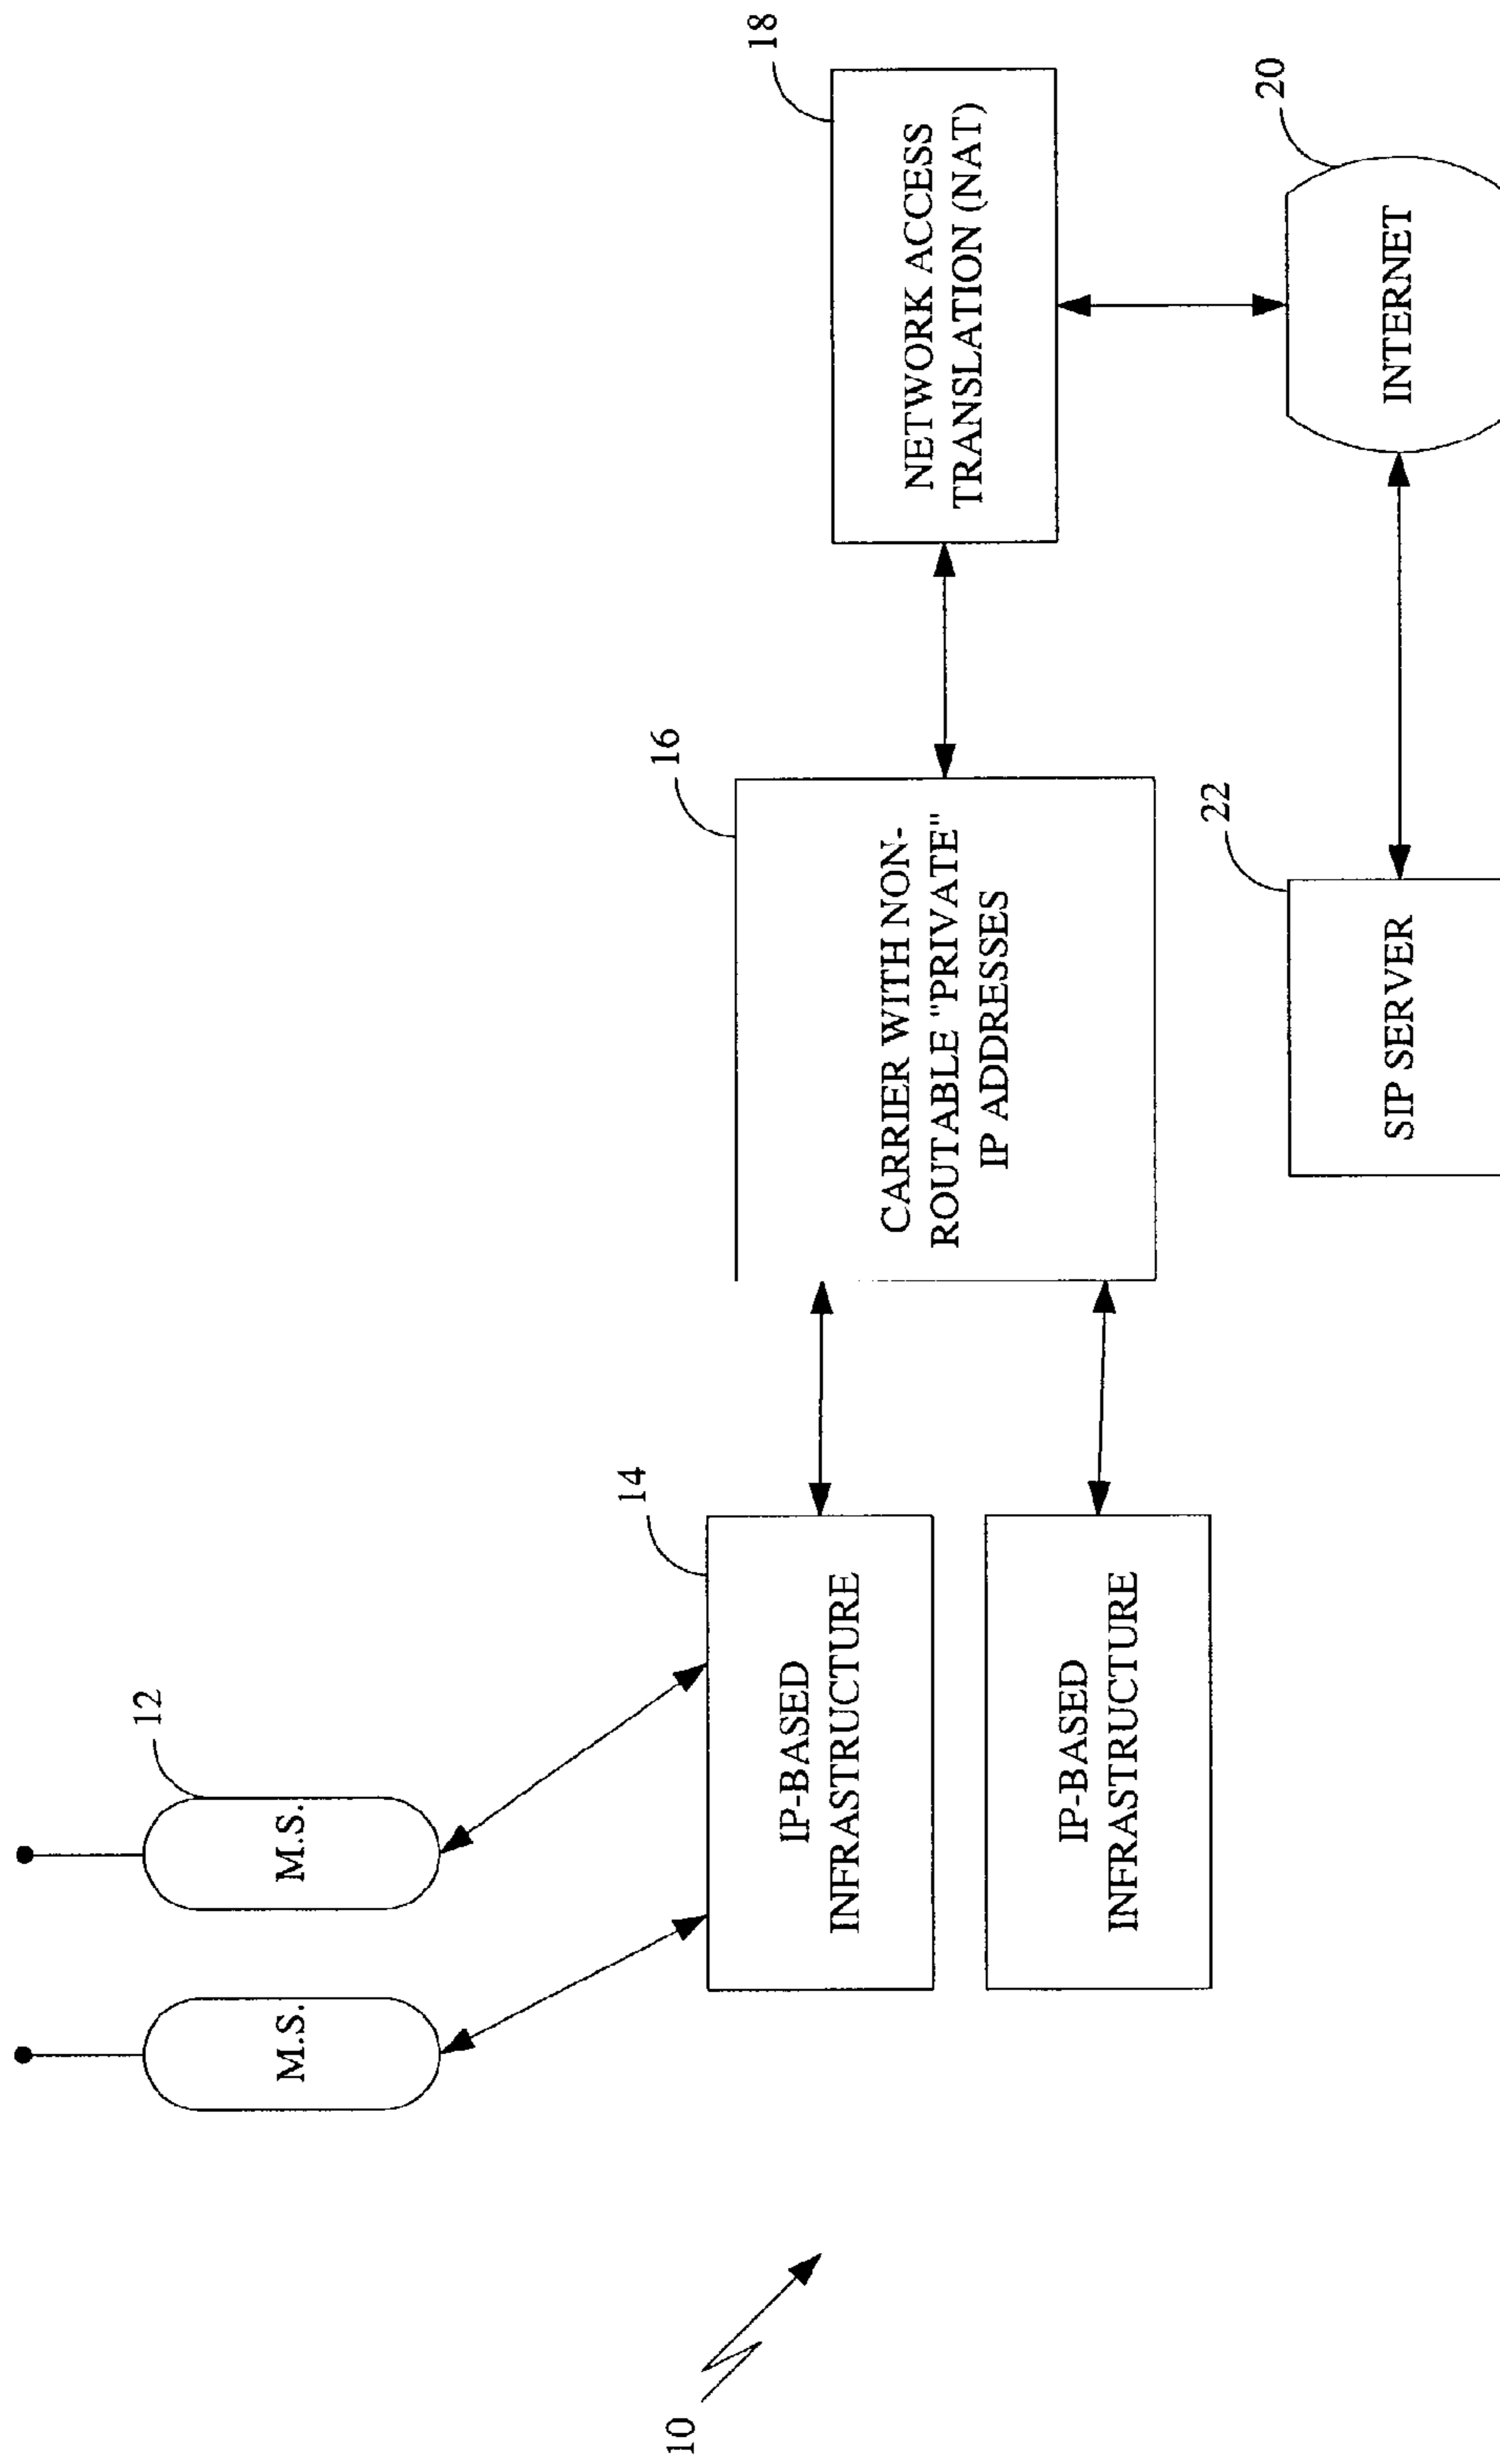 10
M.S.
M.S.
12
IP-BASED
INFRASTRUCTURE
14
IP-BASED
INFRASTRUCTURE
CARRIER WITH NON-
ROUTABLE "PRIVATE"
IP ADDRESSES
16
NETWORK ACCESS
TRANSLATION (NAT)
18
SIP SERVER
22
INTERNET
20